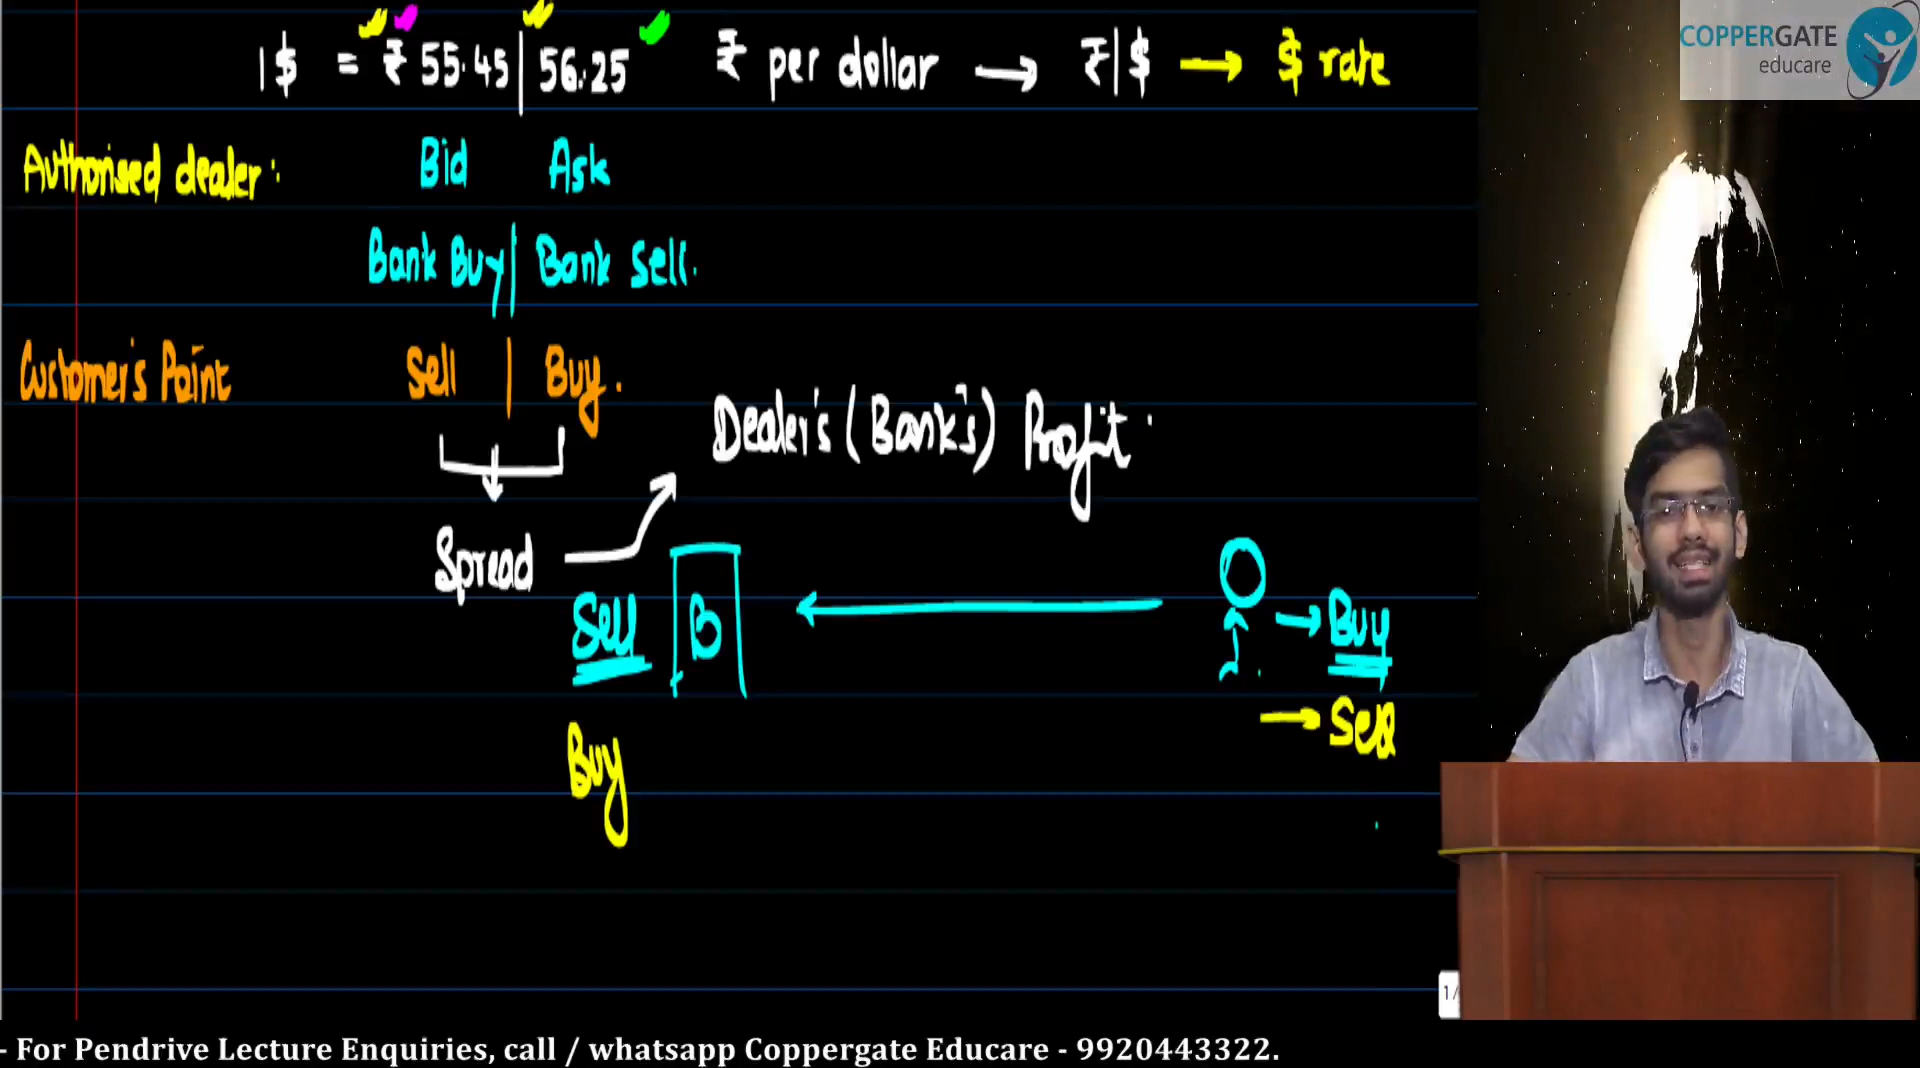 1$ = ₹ 55.45 | 56.25 ₹ per dollar → ₹|$ → $ rate
COPPERGATE
educare
Authorised dealer: Bid Ask
Bank Buy | Bank Sell.
Customer's Point Sell | Buy.
Dealer's (Bank's) Profit.
Spread
Sell B → Buy
→ Sell
Buy
1/
- For Pendrive Lecture Enquiries, call / whatsapp Coppergate Educare - 9920443322.